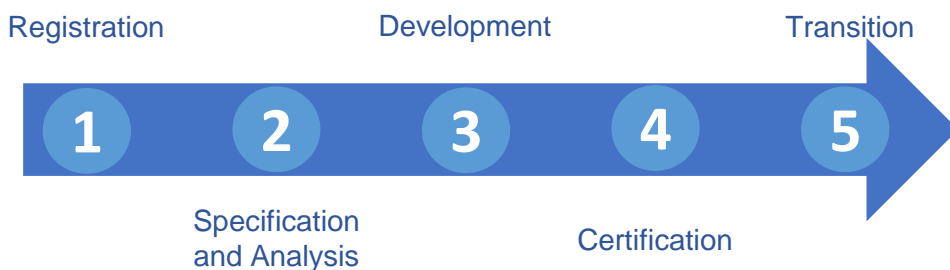 Registration
Development
Transition
1
2
3
4
5
Specification
and Analysis
Certification